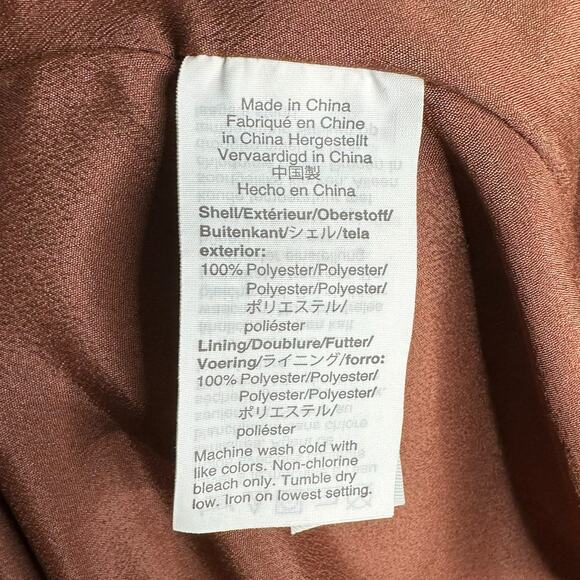 Made in China
Fabriqué en Chine
in China Hergestellt
Vervaardigd in China
中国製
Hecho en China
Shell/Extérieur/Oberstoff/
Buitenkant/シェル/tela
exterior:
100% Polyester/Polyester/
Polyester/Polyester/
ポリエステル/
poliéster
Lining/Doublure/Futter/
Voering/ライニング/forro:
100% Polyester/Polyester/
Polyester/Polyester/
ポリエステル/
poliéster
Machine wash cold with
like colors. Non-chlorine
bleach only. Tumble dry
low. Iron on lowest setting.